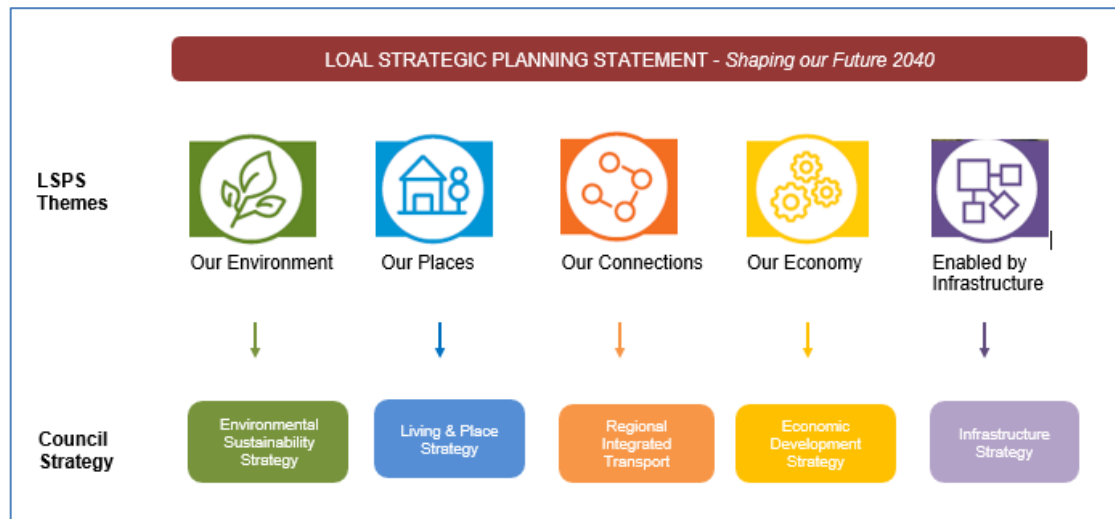 LOAL STRATEGIC PLANNING STATEMENT - Shaping our Future 2040
LSPS
Themes
Our Environment
Our Places
Our Connections
Our Economy
Enabled by
Infrastructure
Council
Strategy
Environmental
Sustainability
Strategy
Living & Place
Strategy
Regional
Integrated
Transport
Economic
Development
Strategy
Infrastructure
Strategy